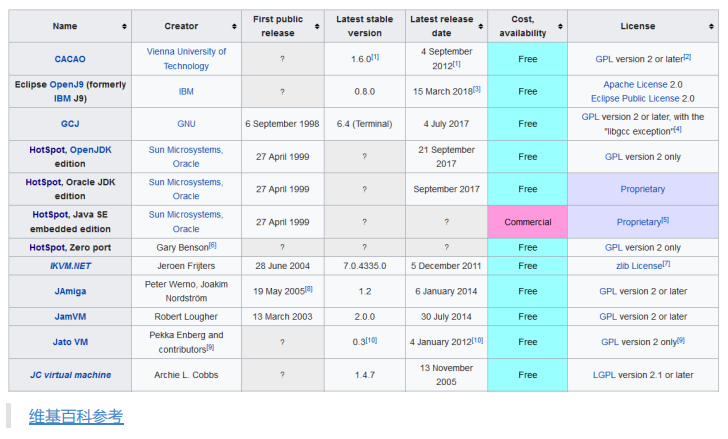 Name Creator First public release Latest stable version Latest release date Cost, availability License
CACAO Vienna University of Technology ? 1.6.0[1] 4 September 2012[1] Free GPL version 2 or later[2]
Eclipse OpenJ9 (formerly IBM J9) IBM ? 0.8.0 15 March 2018[3] Free Apache License 2.0 Eclipse Public License 2.0
GCJ GNU 6 September 1998 6.4 (Terminal) 4 July 2017 Free GPL version 2 or later, with the "libgcc exception"[4]
HotSpot, OpenJDK edition Sun Microsystems, Oracle 27 April 1999 ? 21 September 2017 Free GPL version 2 only
HotSpot, Oracle JDK edition Sun Microsystems, Oracle 27 April 1999 ? September 2017 Free Proprietary
HotSpot, Java SE embedded edition Sun Microsystems, Oracle 27 April 1999 ? ? Commercial Proprietary[5]
HotSpot, Zero port Gary Benson[6] ? ? ? Free GPL version 2 only
IKVM.NET Jeroen Frijters 28 June 2004 7.0.4335.0 5 December 2011 Free zlib License[7]
JAmiga Peter Werno, Joakim Nordström 19 May 2005[8] 1.2 6 January 2014 Free GPL version 2 or later
JamVM Robert Lougher 13 March 2003 2.0.0 30 July 2014 Free GPL version 2 or later
Jato VM Pekka Enberg and contributors[9] ? 0.3[10] 4 January 2012[10] Free GPL version 2 only[9]
JC virtual machine Archie L. Cobbs ? 1.4.7 13 November 2005 Free LGPL version 2.1 or later
维基百科参考